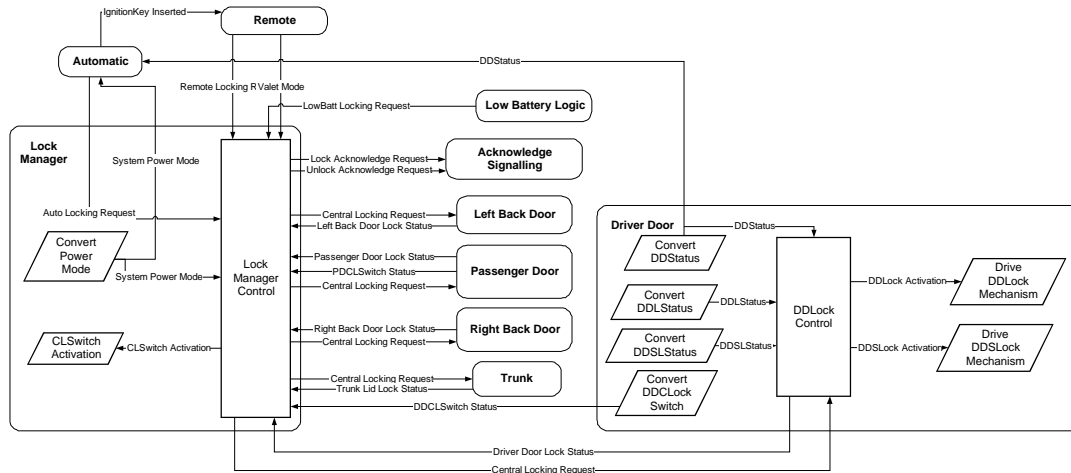 IgnitionKey Inserted
Remote
Automatic
DDStatus
Remote Locking R
Valet Mode
LowBatt Locking Request
Low Battery Logic
Lock
Manager
System Power Mode
Lock Acknowledge Request
Unlock Acknowledge Request
Acknowledge
Signalling
Auto Locking Request
Central Locking Request
Left Back Door Lock Status
Left Back Door
Convert
Power
Mode
System Power Mode
Lock
Manager
Control
Passenger Door Lock Status
PDCLSwitch Status
Central Locking Request
Passenger Door
CLSwitch
Activation
CLSwitch Activation
Right Back Door Lock Status
Central Locking Request
Right Back Door
Central Locking Request
Trunk Lid Lock Status
Trunk
DDCLSwitch Status
Driver Door
Convert
DDStatus
DDStatus
Convert
DDLStatus
DDLStatus
Convert
DDSLStatus
DDSLStatus
Convert
DDCLock
Switch
DDLock
Control
DDLock Activation
Drive
DDLock
Mechanism
DDSLock Activation
Drive
DDSLock
Mechanism
Driver Door Lock Status
Central Locking Request